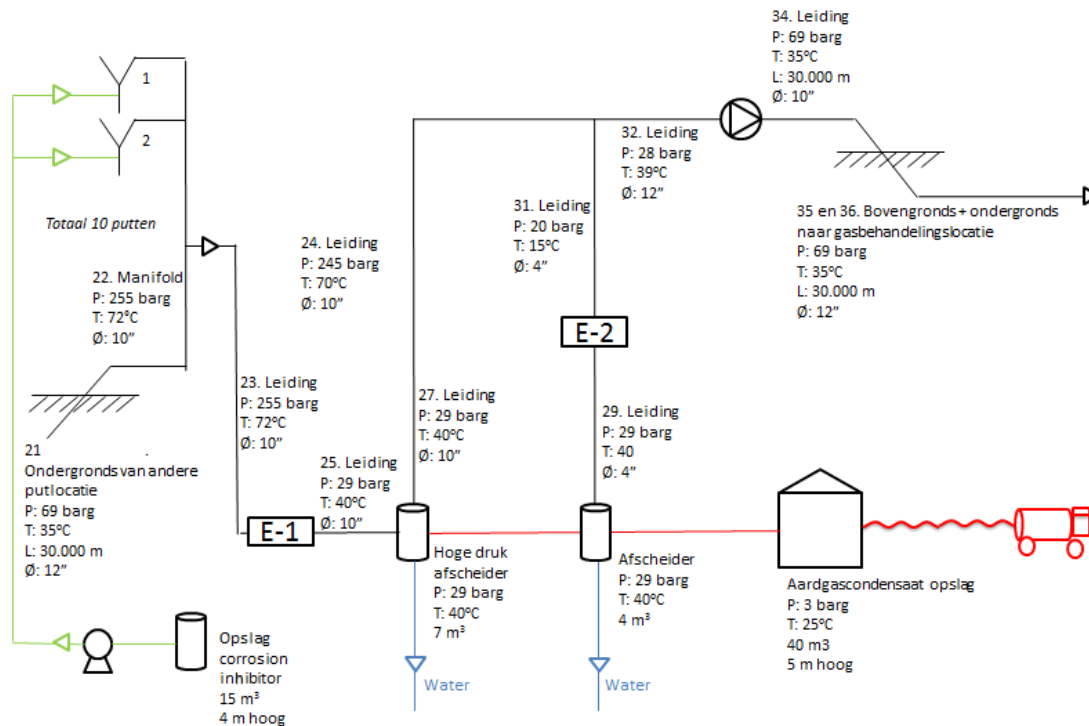 1
2
Totaal 10 putten
22. Manifold
P: 255 barg
T: 72°C
Ø: 10”
21
Ondergronds van andere
putlocatie
P: 69 barg
T: 35°C
L: 30.000 m
Ø: 12”
Opslag
corrosion
inhibitor
15 m³
4 m hoog
23. Leiding
P: 255 barg
T: 72°C
Ø: 10”
24. Leiding
P: 245 barg
T: 70°C
Ø: 10”
25. Leiding
P: 29 barg
T: 40°C
Ø: 10”
E-1
27. Leiding
P: 29 barg
T: 40°C
Ø: 10”
Hoge druk
afscheider
P: 29 barg
T: 40°C
7 m³
Water
31. Leiding
P: 20 barg
T: 15°C
Ø: 4”
E-2
29. Leiding
P: 29 barg
T: 40
Ø: 4”
Afscheider
P: 29 barg
T: 40°C
4 m³
Water
32. Leiding
P: 28 barg
T: 39°C
Ø: 12”
34. Leiding
P: 69 barg
T: 35°C
L: 30.000 m
Ø: 10”
35 en 36. Bovengronds + ondergronds
naar gasbehandelingslocatie
P: 69 barg
T: 35°C
L: 30.000 m
Ø: 12”
Aardgascondensaat opslag
P: 3 barg
T: 25°C
40 m3
5 m hoog